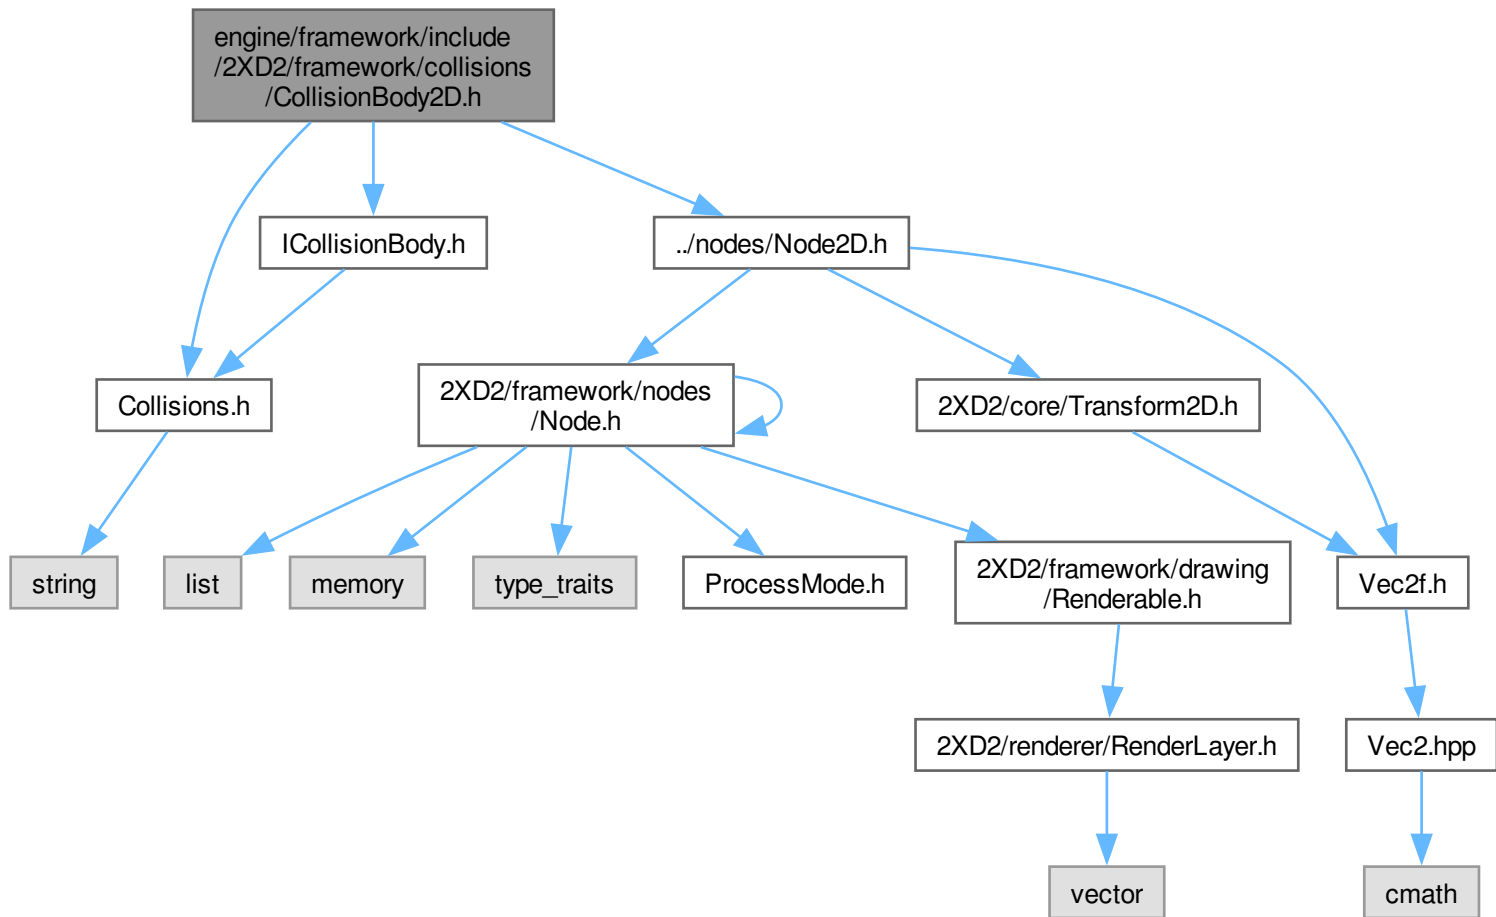 engine/framework/include
/2XD2/framework/collisions
/CollisionBody2D.h
ICollisionBody.h
../nodes/Node2D.h
Collisions.h
2XD2/framework/nodes
/Node.h
2XD2/core/Transform2D.h
string
list
memory
type_traits
ProcessMode.h
2XD2/framework/drawing
/Renderable.h
Vec2f.h
2XD2/renderer/RenderLayer.h
Vec2.hpp
vector
cmath